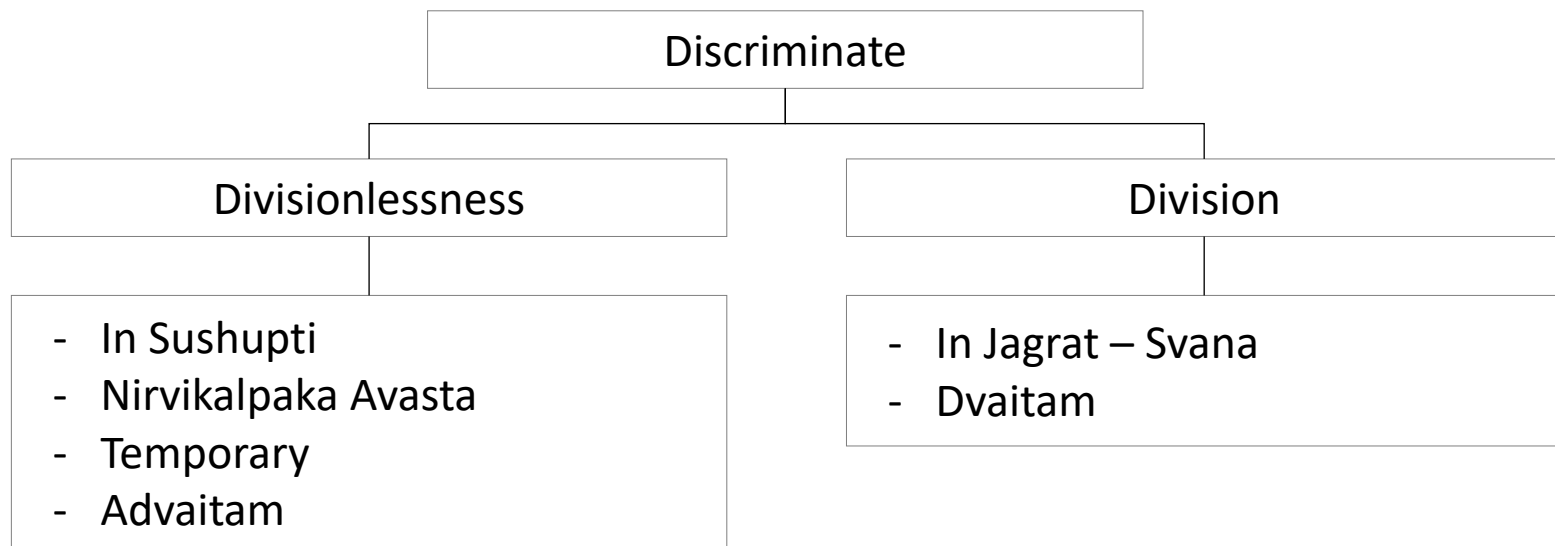 Discriminate
Divisionlessness
Division
- In Sushupti
- Nirvikalpaka Avasta
- Temporary
- Advaitam
- In Jagrat – Svana
- Dvaitam